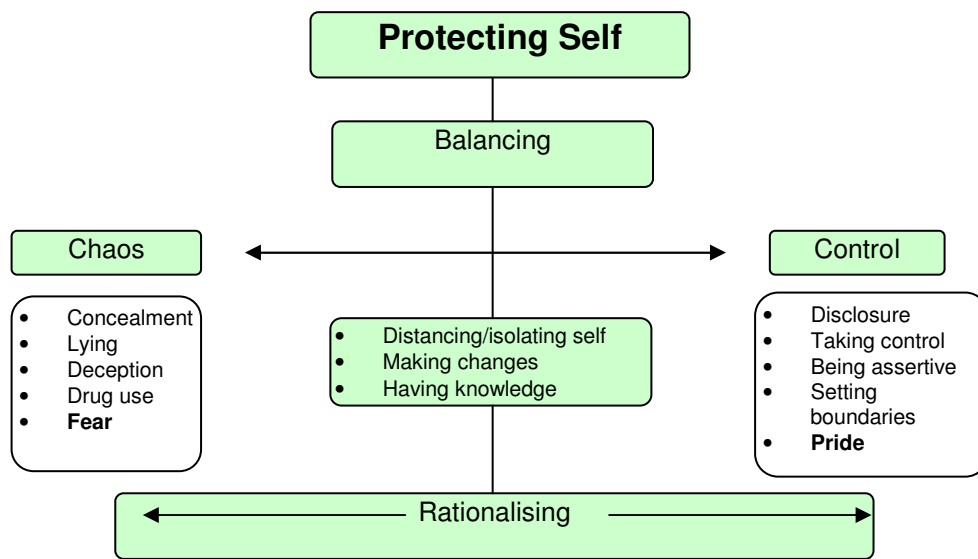 Protecting Self
Balancing
Chaos
Control
• Concealment
• Lying
• Deception
• Drug use
• Fear
• Distancing/isolating self
• Making changes
• Having knowledge
• Disclosure
• Taking control
• Being assertive
• Setting
boundaries
• Pride
Rationalising